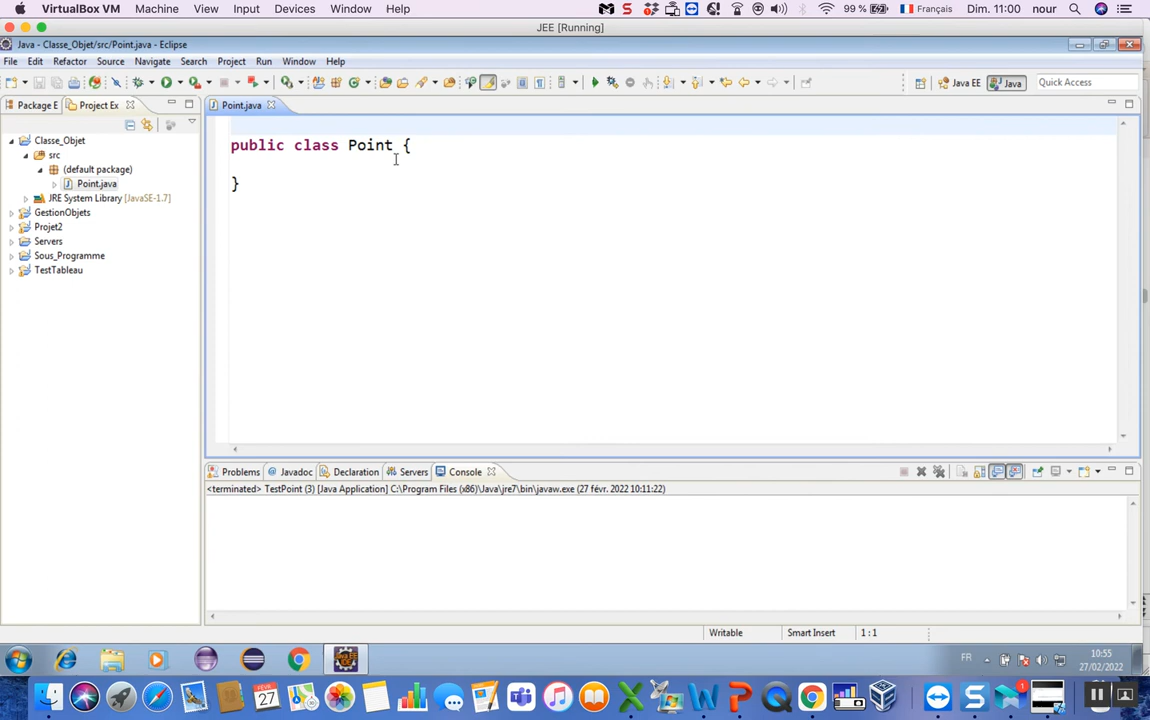 VirtualBox VM Machine View Input Devices Window Help 99 % Français Dim. 11:00 nour
JEE [Running]
Java - Classe_Objet/src/Point.java - Eclipse
File Edit Refactor Source Navigate Search Project Run Window Help
Java EE Java Quick Access
Package E Project Ex
Point.java
Classe_Objet
src
(default package)
Point.java
JRE System Library [JavaSE-1.7]
GestionObjets
Projet2
Servers
Sous_Programme
TestTableau
public class Point {
}
Problems Javadoc Declaration Servers Console
<terminated> TestPoint (3) [Java Application] C:\Program Files (x86)\Java\jre7\bin\javaw.exe (27 févr. 2022 10:11:22)
Writable Smart Insert 1 : 1
FR 10:55
27/02/2022